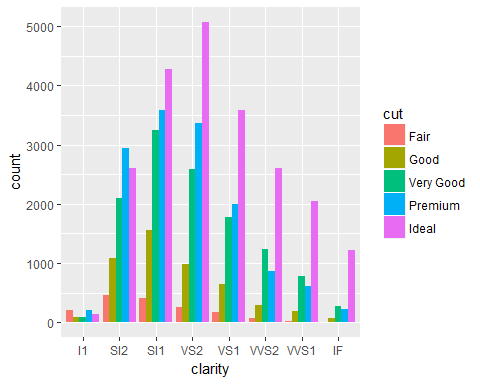 5000
4000
3000
2000
1000
0
count
I1 SI2 SI1 VS2 VS1 VVS2 VVS1 IF
clarity
cut
Fair
Good
Very Good
Premium
Ideal